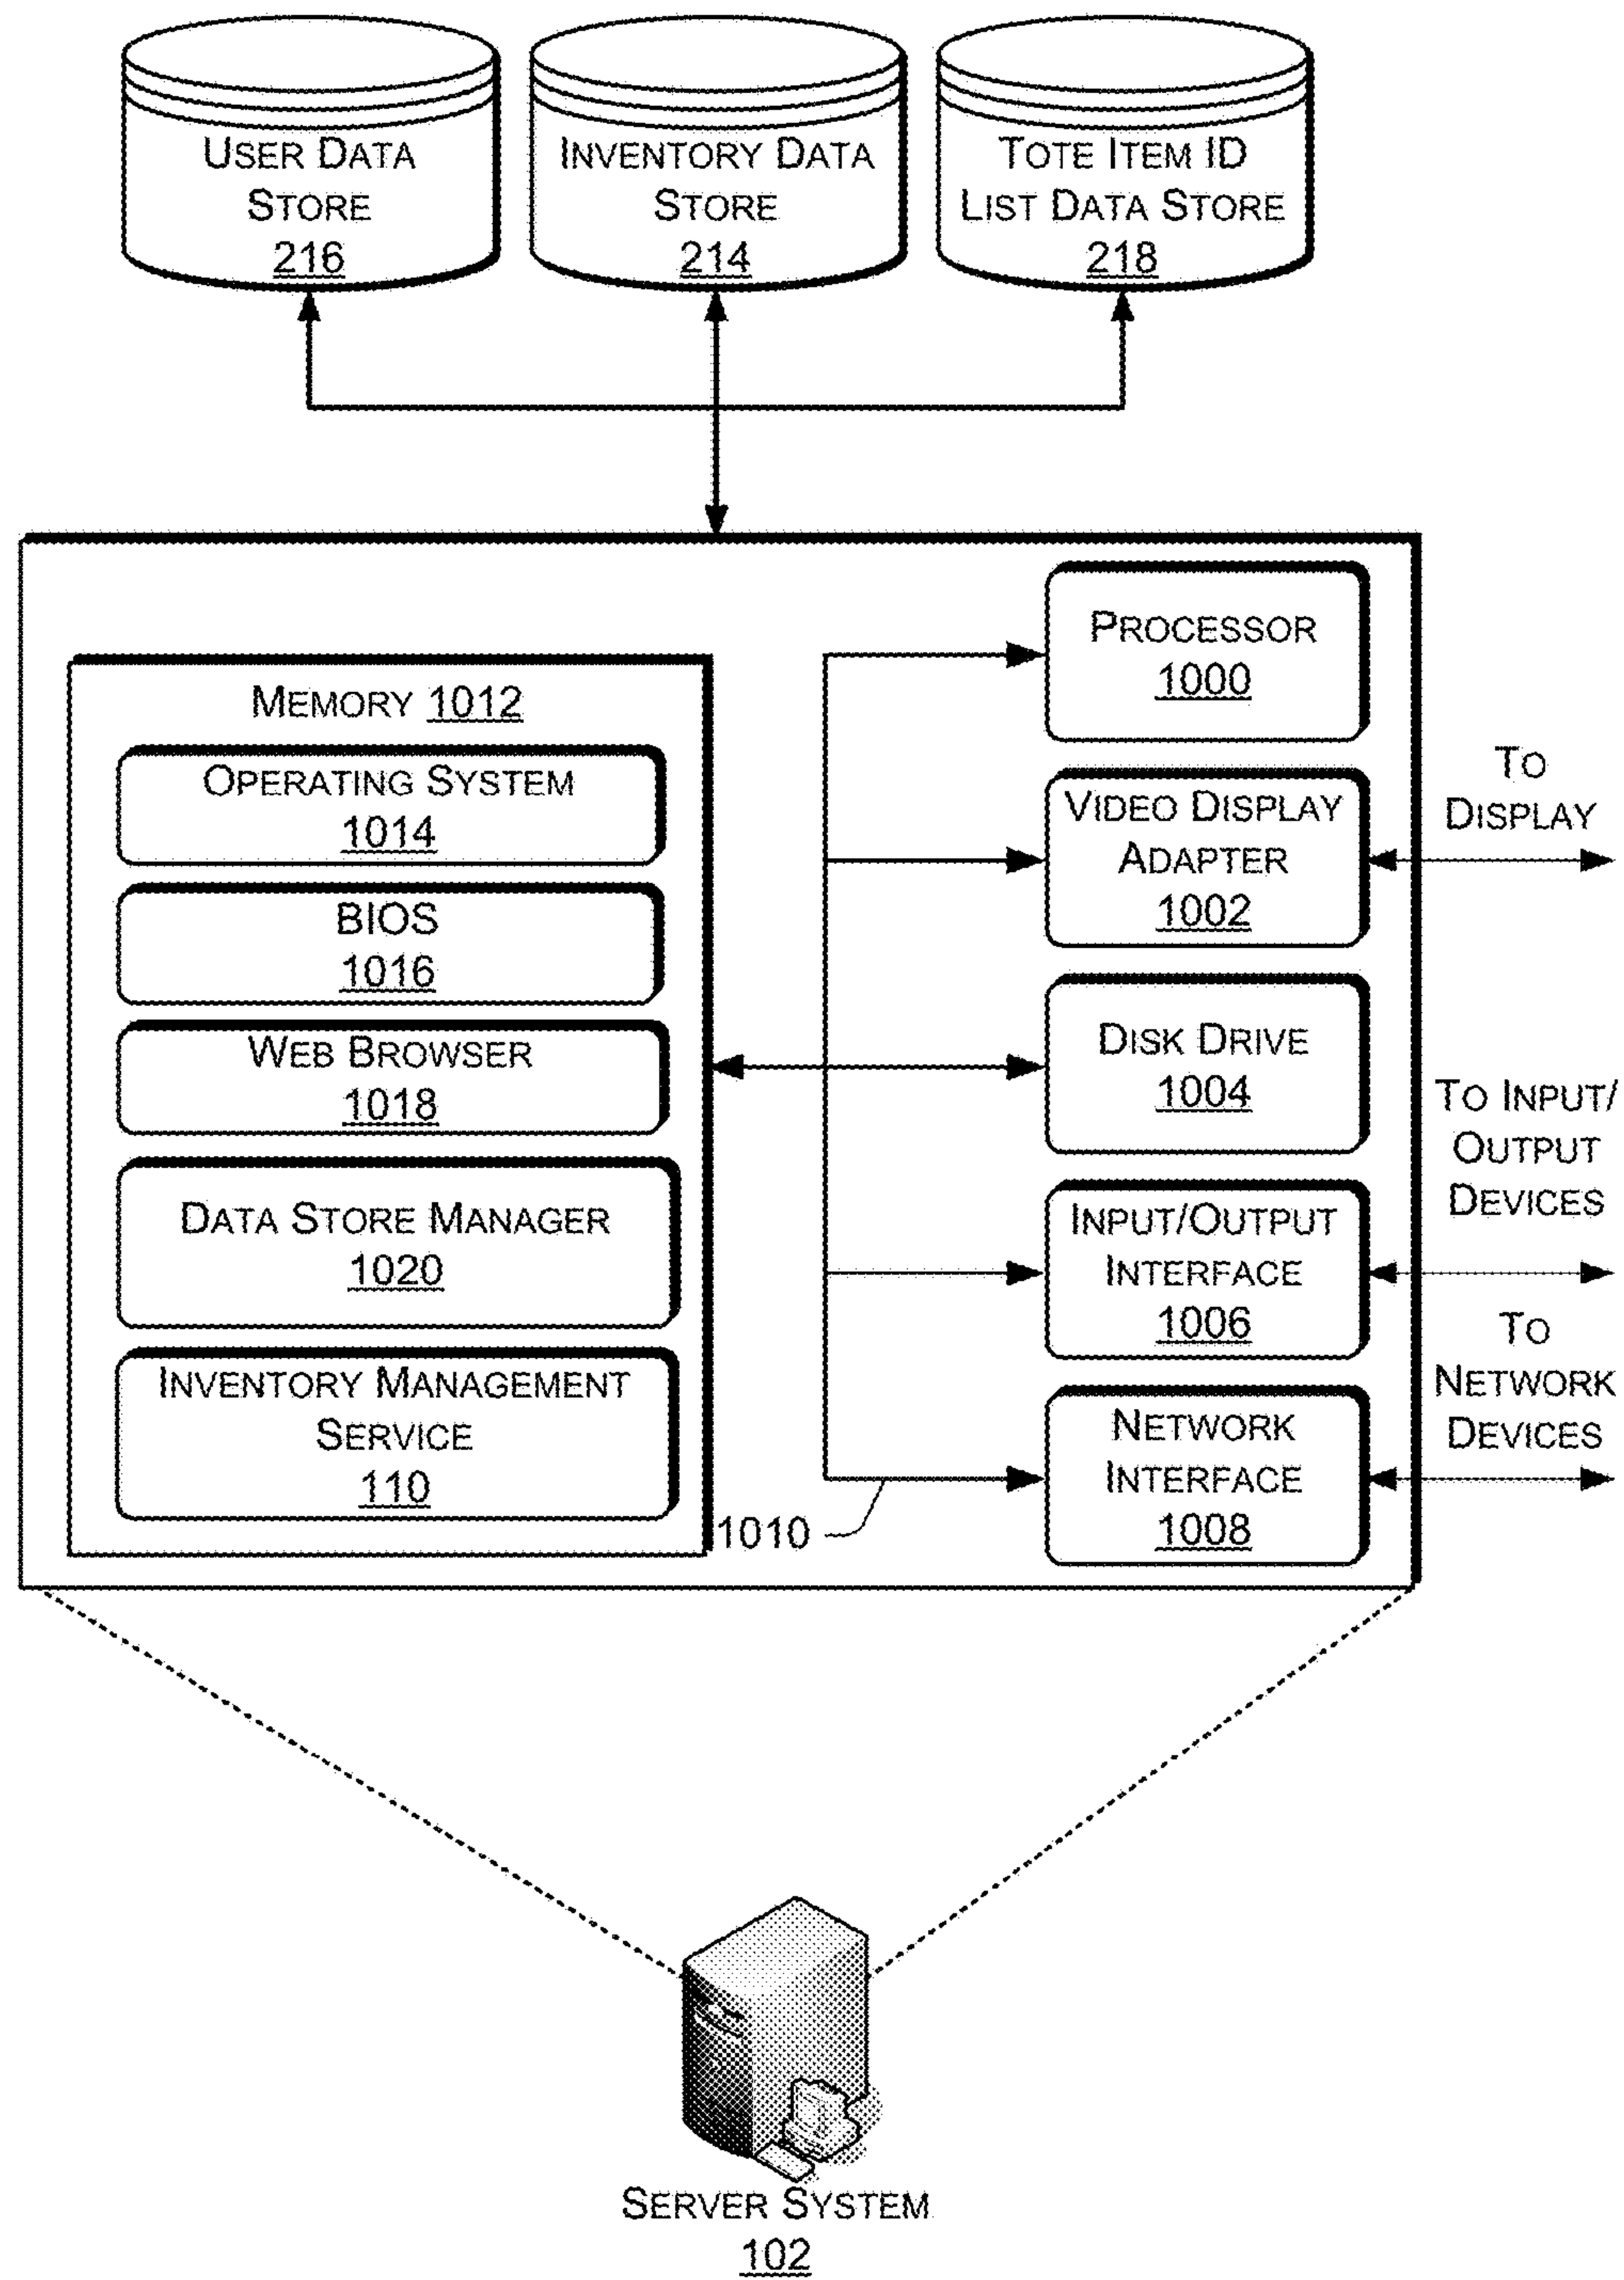 USER DATA
STORE
216
INVENTORY DATA
STORE
214
TOTE ITEM ID
LIST DATA STORE
218
MEMORY 1012
OPERATING SYSTEM
1014
BIOS
1016
WEB BROWSER
1018
DATA STORE MANAGER
1020
INVENTORY MANAGEMENT
SERVICE
110
PROCESSOR
1000
VIDEO DISPLAY
ADAPTER
1002
DISK DRIVE
1004
INPUT/OUTPUT
INTERFACE
1006
NETWORK
INTERFACE
1008
1010
TO
DISPLAY
TO INPUT/
OUTPUT
DEVICES
TO
NETWORK
DEVICES
SERVER SYSTEM
102